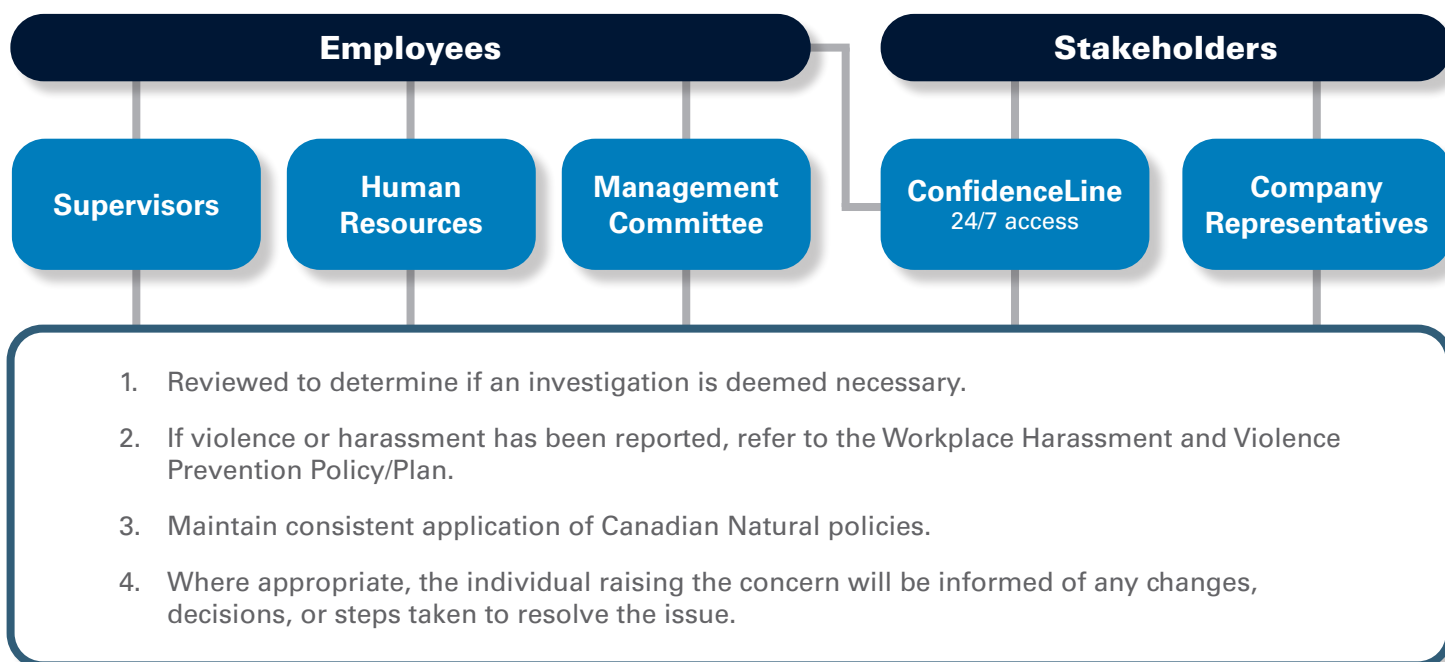 Employees
Stakeholders
Supervisors
Human
Resources
Management
Committee
ConfidenceLine
24/7 access
Company
Representatives
1. Reviewed to determine if an investigation is deemed necessary.
2. If violence or harassment has been reported, refer to the Workplace Harassment and Violence
Prevention Policy/Plan.
3. Maintain consistent application of Canadian Natural policies.
4. Where appropriate, the individual raising the concern will be informed of any changes,
decisions, or steps taken to resolve the issue.